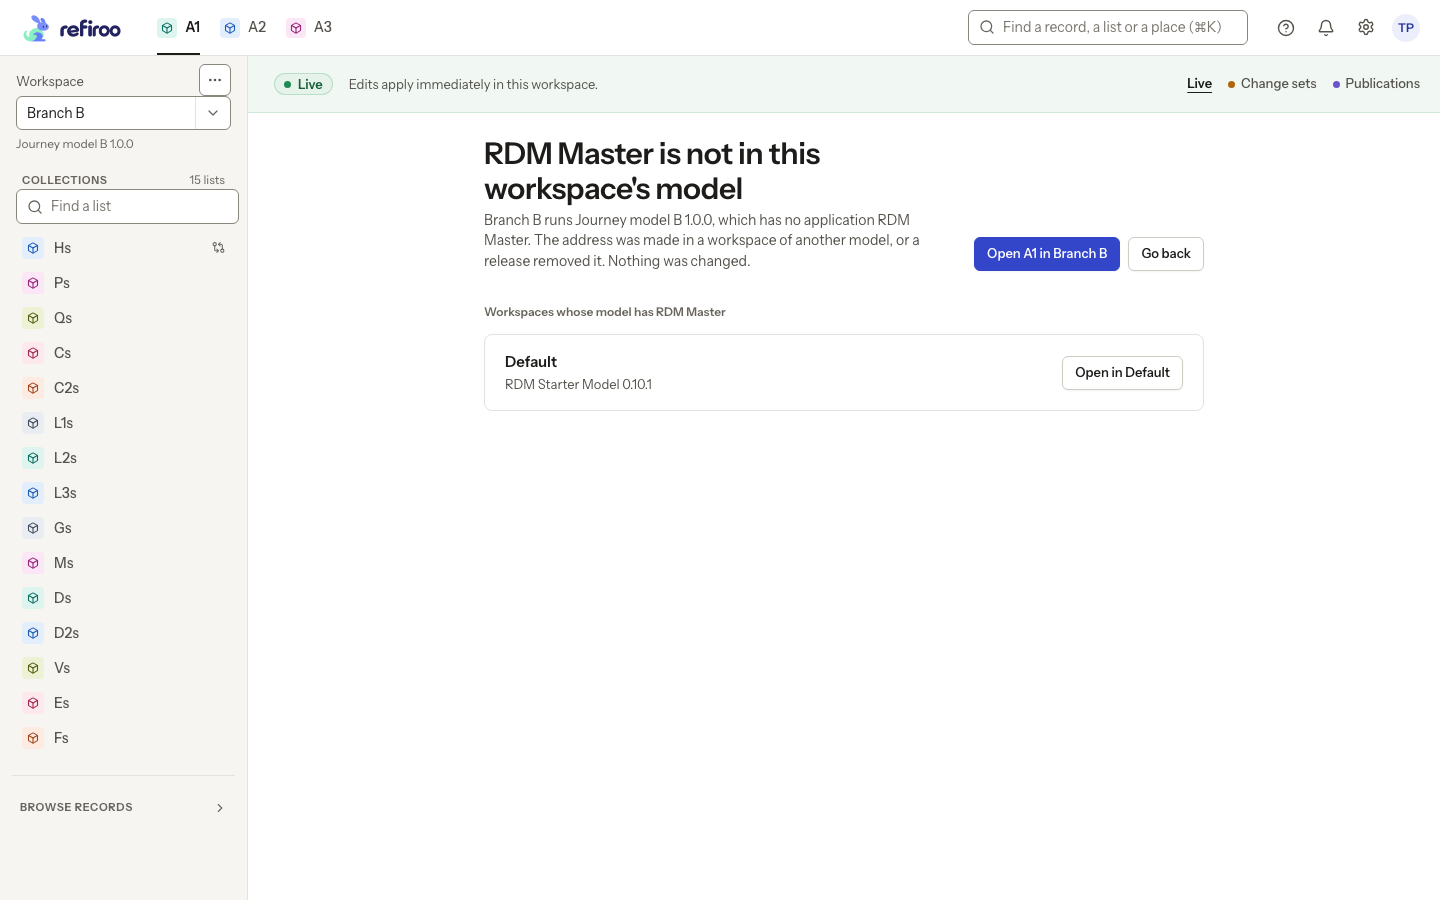 refiroo
A1
A2
A3
Find a record, a list or a place (⌘K)
TP
Workspace
Branch B
Journey model B 1.0.0
COLLECTIONS
15 lists
Find a list
Hs
Ps
Qs
Cs
C2s
L1s
L2s
L3s
Gs
Ms
Ds
D2s
Vs
Es
Fs
BROWSE RECORDS
Live
Edits apply immediately in this workspace.
Live
Change sets
Publications
RDM Master is not in this
workspace's model
Branch B runs Journey model B 1.0.0, which has no application RDM
Master. The address was made in a workspace of another model, or a
release removed it. Nothing was changed.
Open A1 in Branch B
Go back
Workspaces whose model has RDM Master
Default
RDM Starter Model 0.10.1
Open in Default